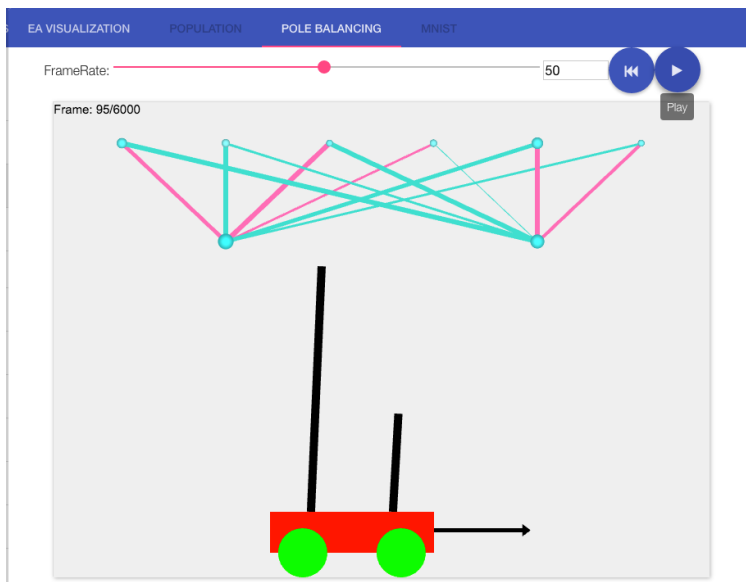 S EA VISUALIZATION POPULATION POLE BALANCING MNIST
FrameRate: 50
Play
Frame: 95/6000